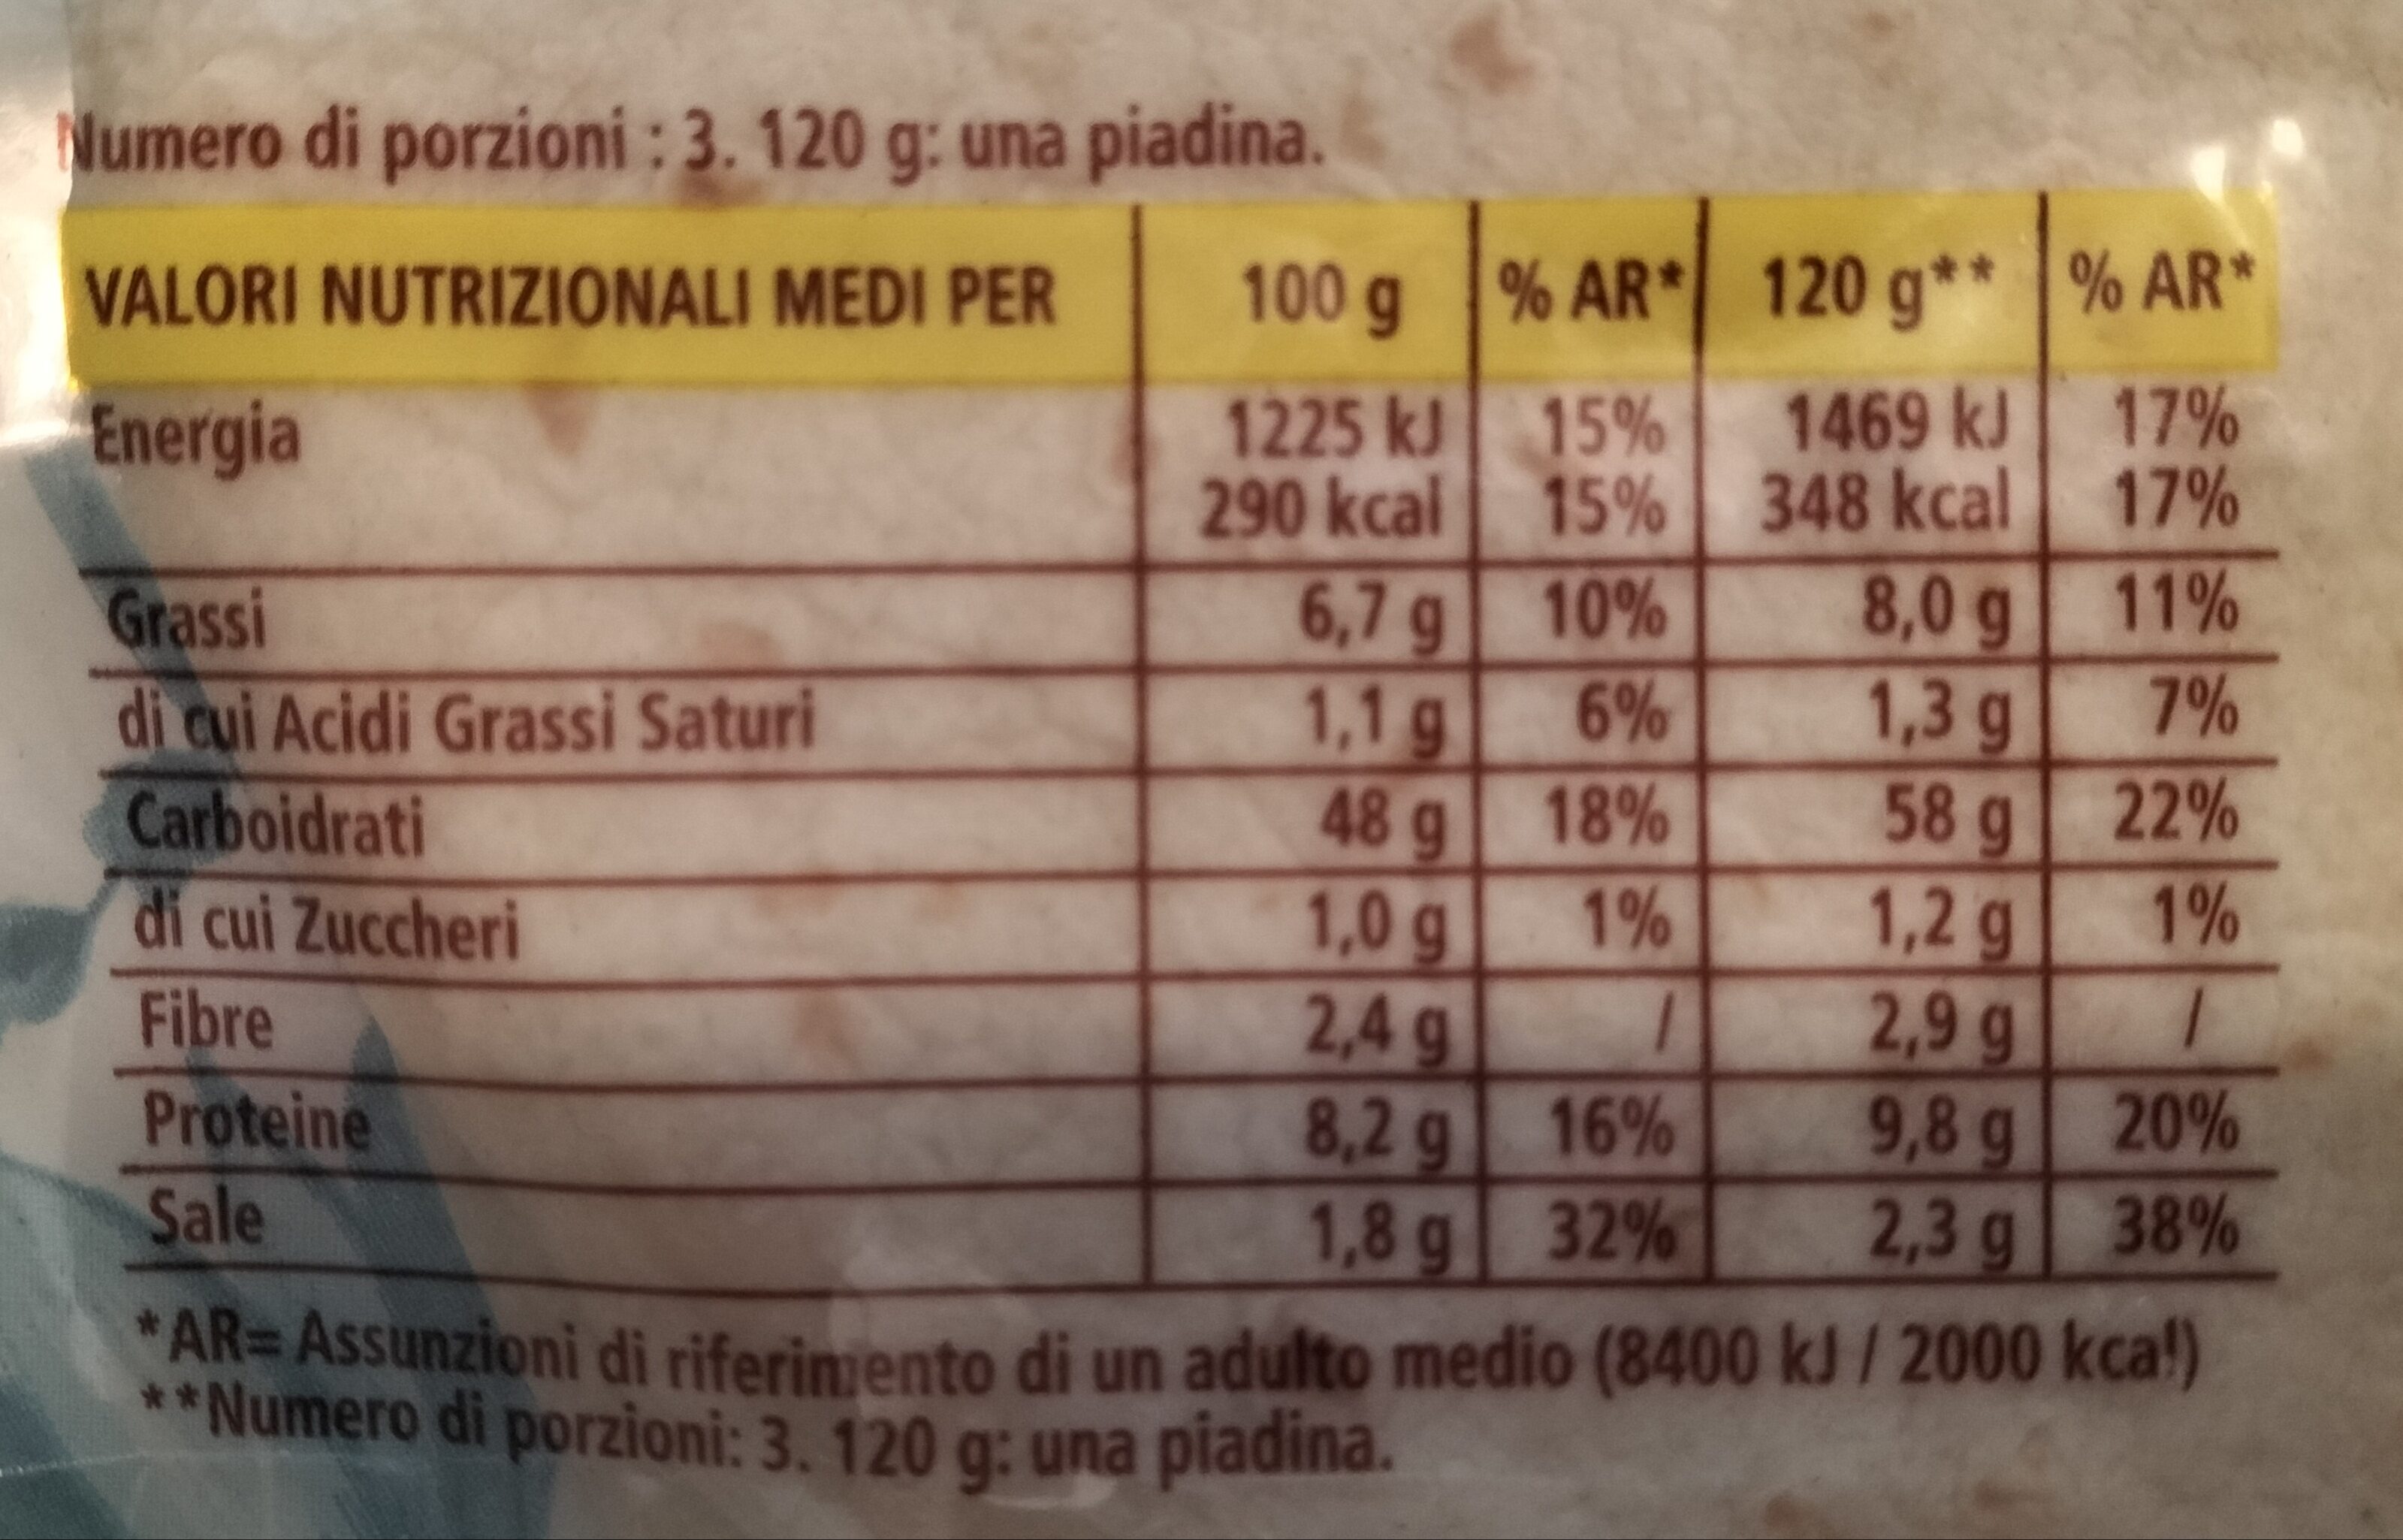 Numero di porzioni : 3. 120 g: una piadina.
VALORI NUTRIZIONALI MEDI PER 100 g % AR* 120 g** % AR*
Energia 1225 kJ 15% 1469 kJ 17%
290 kcal 15% 348 kcal 17%
Grassi 6,7 g 10% 8,0 g 11%
di cui Acidi Grassi Saturi 1,1 g 6% 1,3 g 7%
Carboidrati 48 g 18% 58 g 22%
di cui Zuccheri 1,0 g 1% 1,2 g 1%
Fibre 2,4 g / 2,9 g /
Proteine 8,2 g 16% 9,8 g 20%
Sale 1,8 g 32% 2,3 g 38%
*AR= Assunzioni di riferimento di un adulto medio (8400 kJ / 2000 kcal)
**Numero di porzioni: 3. 120 g: una piadina.